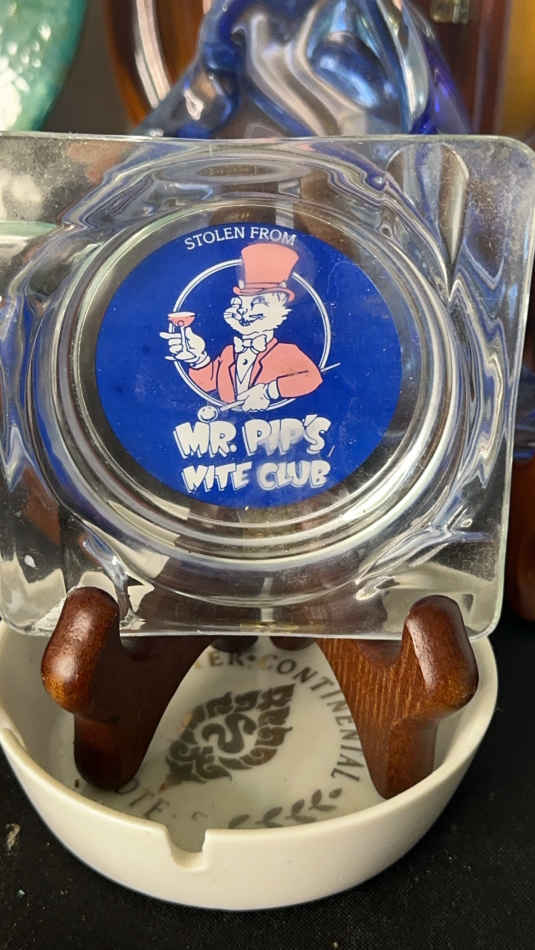 STOLEN FROM
MR. PIP'S
NITE CLUB
CONTINENTAL